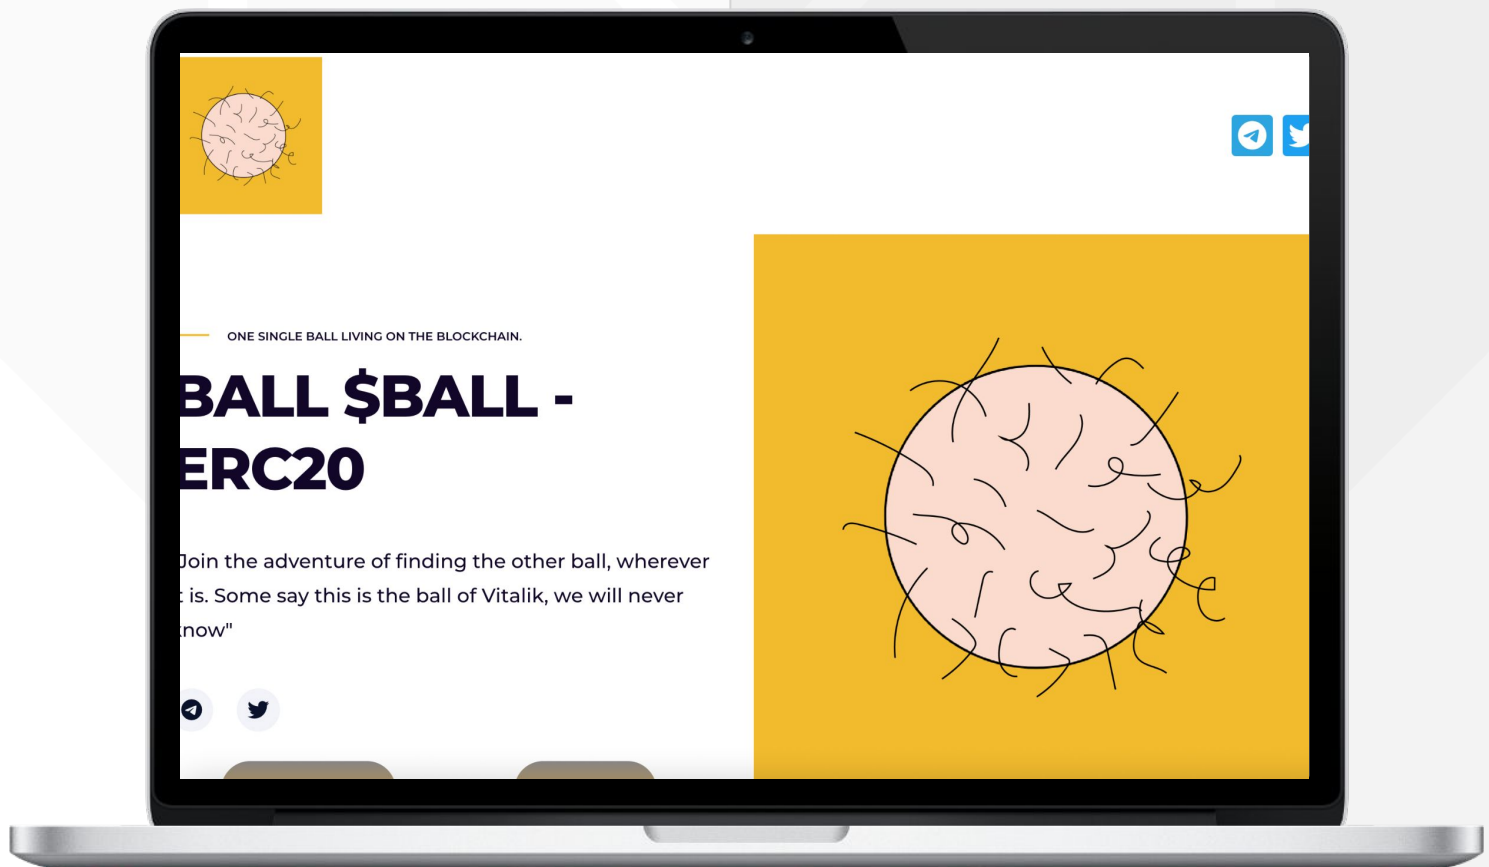 ONE SINGLE BALL LIVING ON THE BLOCKCHAIN.
BALL $BALL -
ERC20
Join the adventure of finding the other ball, wherever
t is. Some say this is the ball of Vitalik, we will never
know"